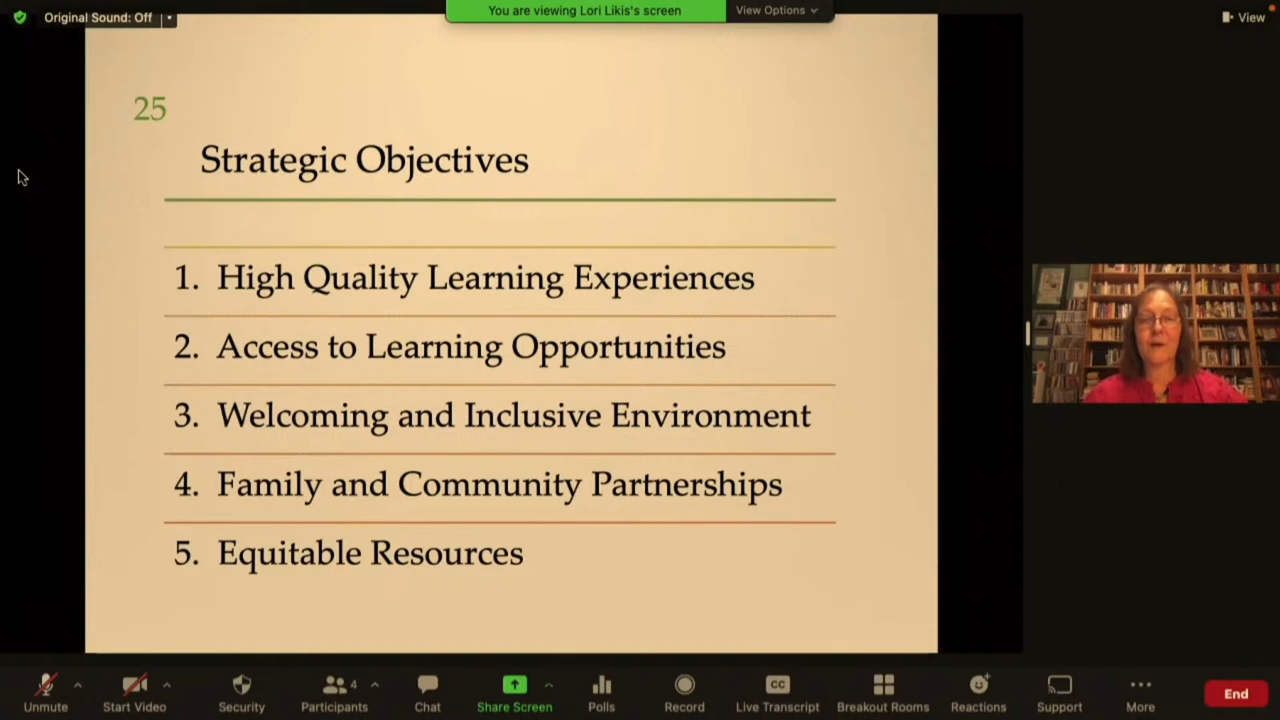 Original Sound: Off
You are viewing Lori Likis's screen
View Options
View
25
Strategic Objectives
1. High Quality Learning Experiences
2. Access to Learning Opportunities
3. Welcoming and Inclusive Environment
4. Family and Community Partnerships
5. Equitable Resources
Unmute
Start Video
Security
4
Participants
Chat
Share Screen
Polls
Record
CC
Live Transcript
Breakout Rooms
Reactions
Support
More
End